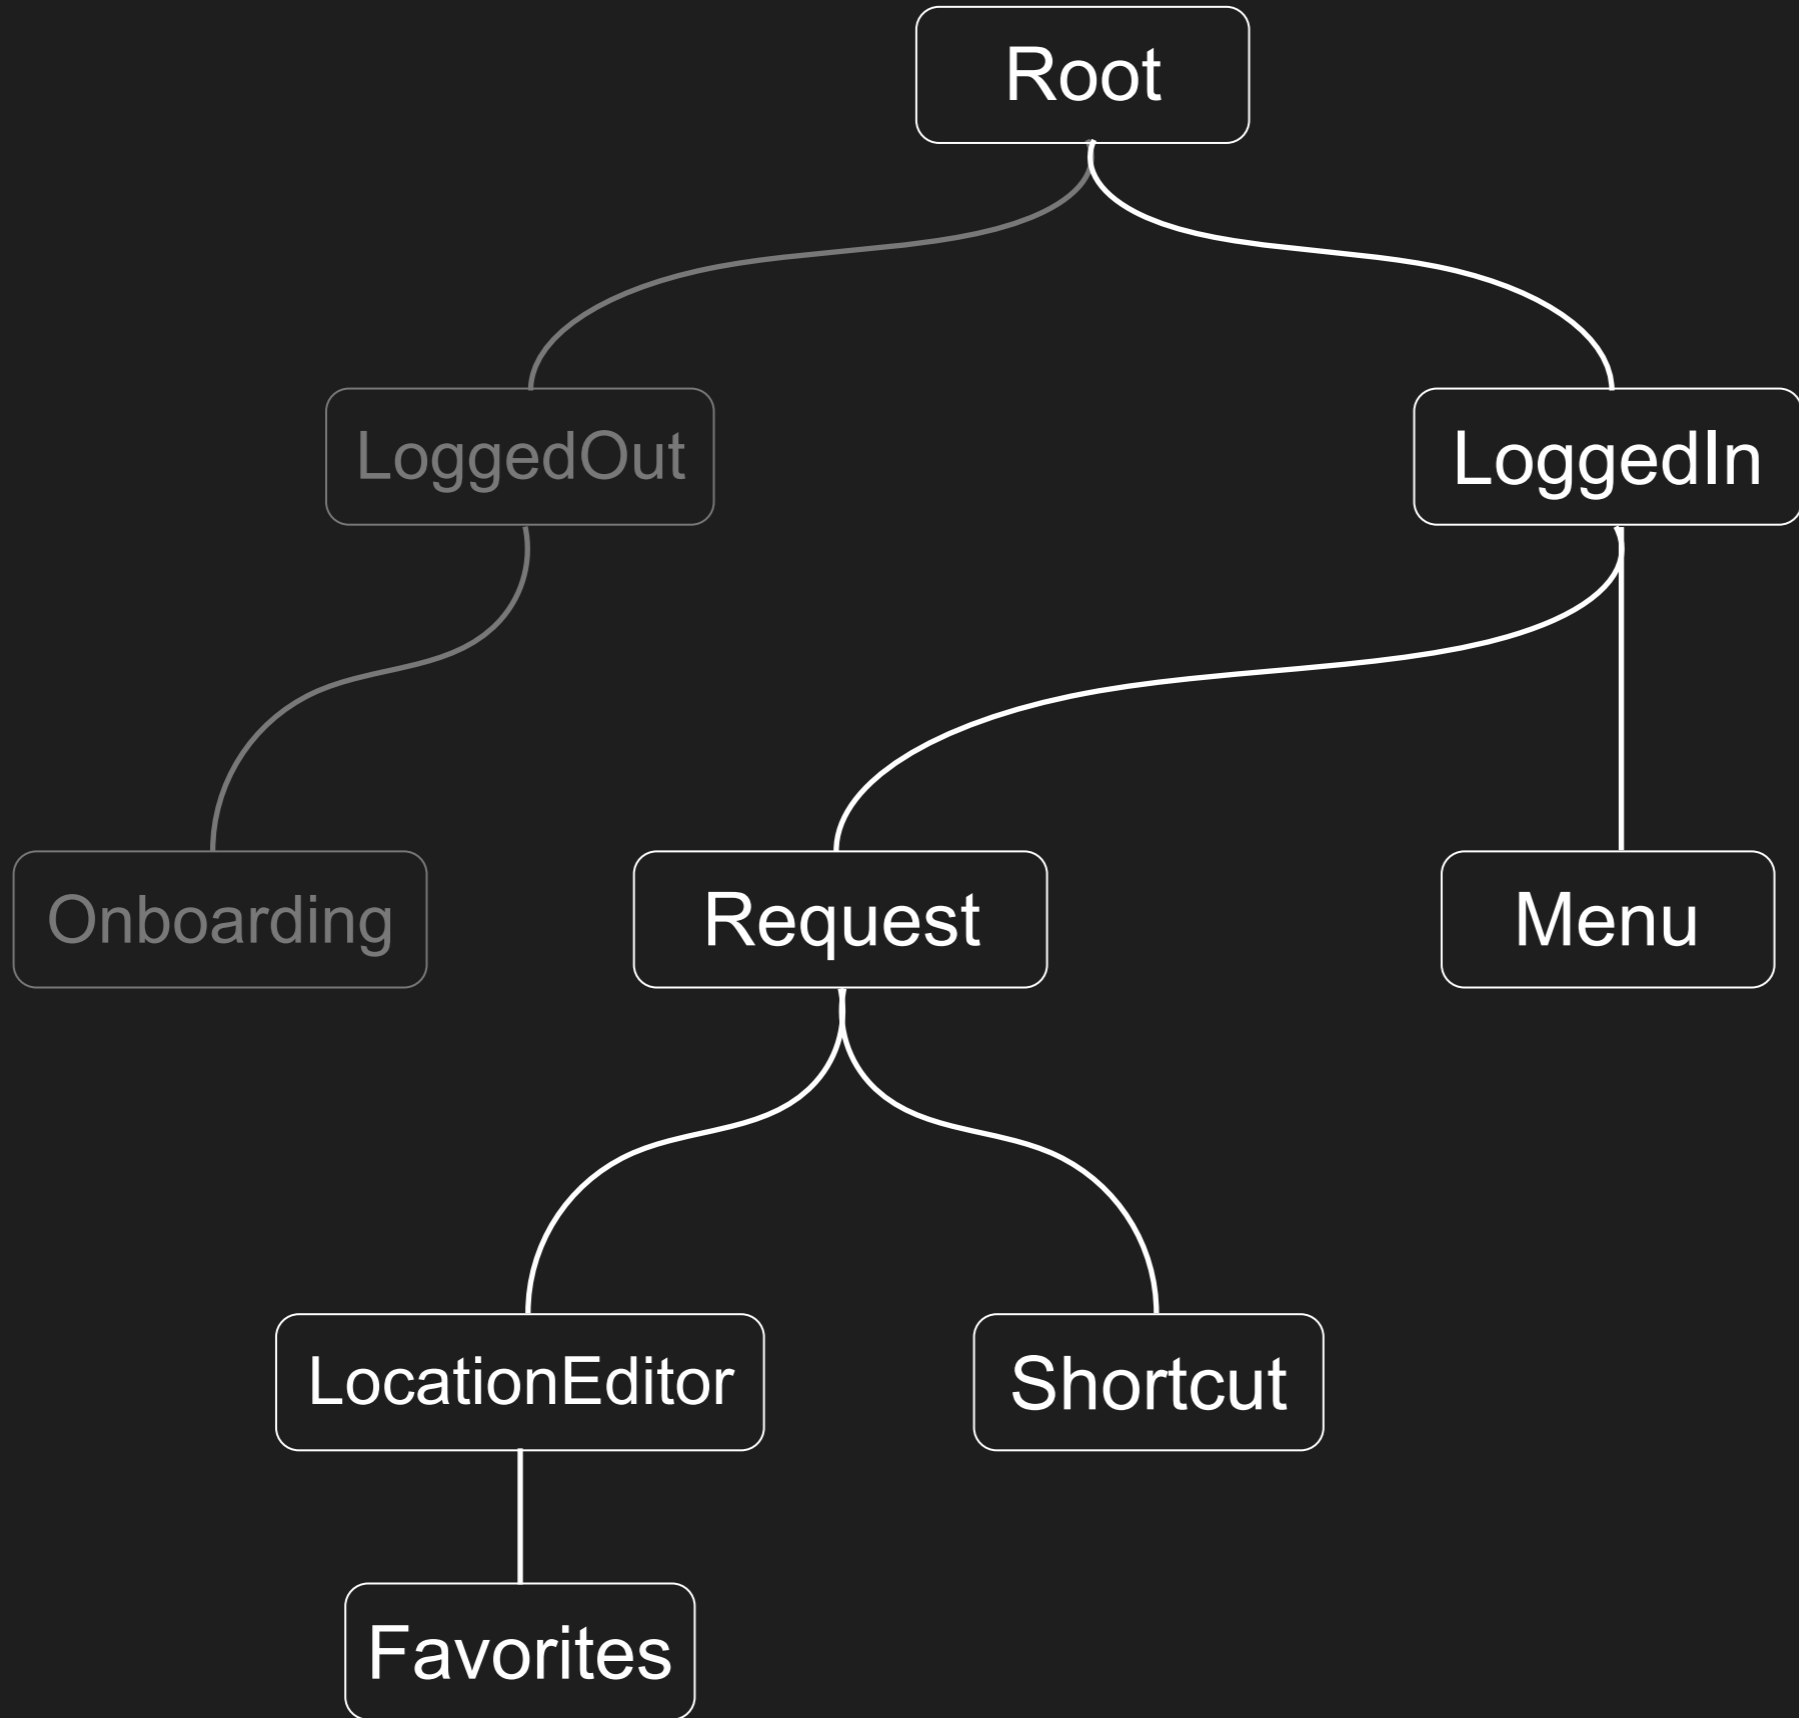 Root
LoggedOut
LoggedIn
Onboarding
Request
Menu
LocationEditor
Shortcut
Favorites